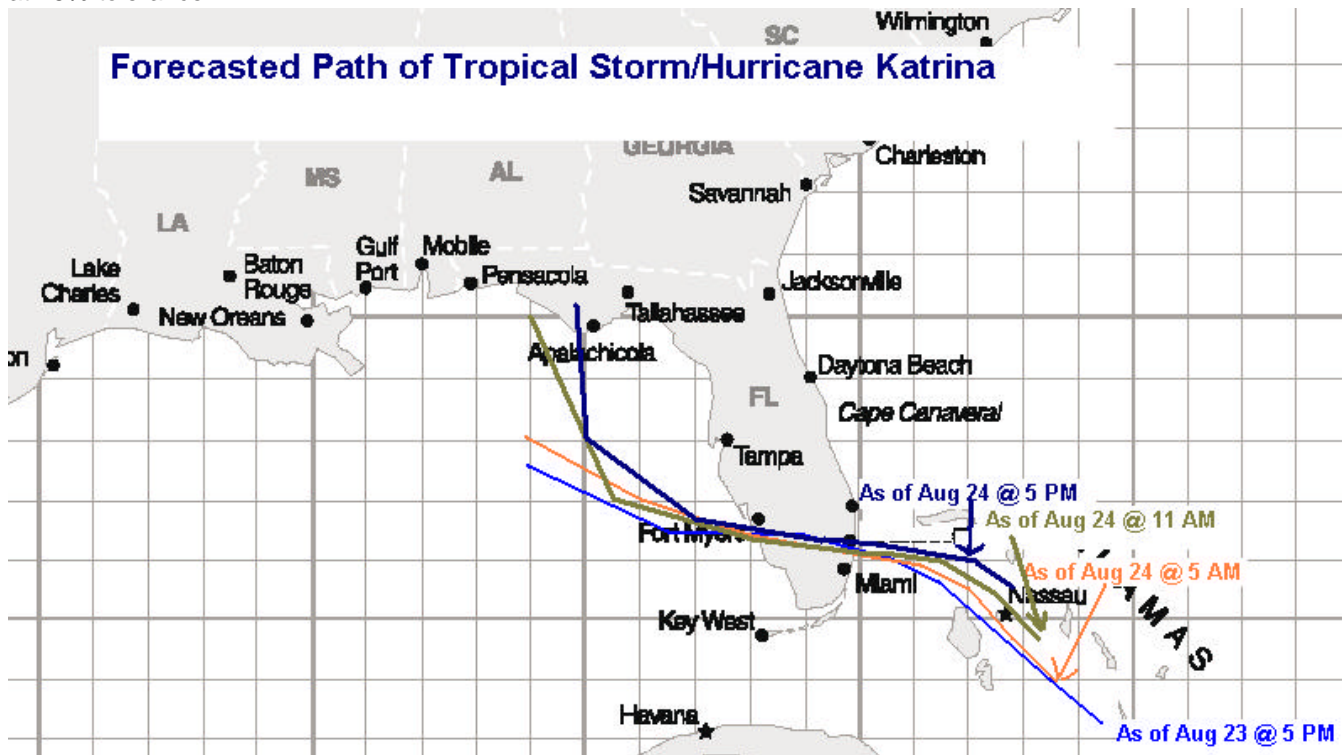 Wilmington
SC
Forecasted Path of Tropical Storm/Hurricane Katrina
GEORGIA
Charleston
MS
AL
Savannah
LA
Gulf
Port
Mobile
Lake
Charles
Baton
Rouge
Pensacola
Jacksonville
New Oreans
Tallahassee
Apalachicola
on
Daytona Beach
FL
Cape Canaveral
Tampa
As of Aug 24 @ 5 PM
As of Aug 24 @ 11 AM
Fort Myers
As of Aug 24 @ 5 AM
Miami
Nassau
Key West
MAS
Havana
As of Aug 23 @ 5 PM